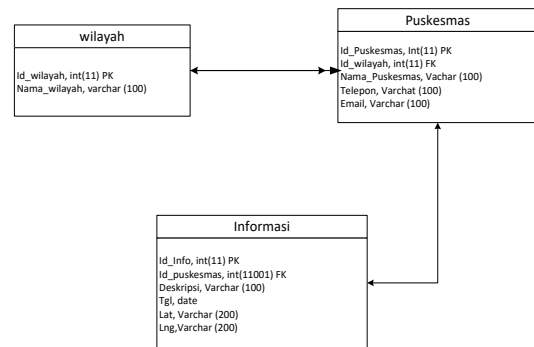 wilayah
Id_wilayah, int(11) PK
Nama_wilayah, varchar (100)
Puskesmas
Id_Puskesmas, Int(11) PK
Id_wilayah, int(11) FK
Nama_Puskesmas, Vachar (100)
Telepon, Varchat (100)
Email, Varchar (100)
Informasi
Id_Info, int(11) PK
Id_puskesmas, int(11001) FK
Deskripsi, Varchar (100)
Tgl, date
Lat, Varchar (200)
Lng,Varchar (200)